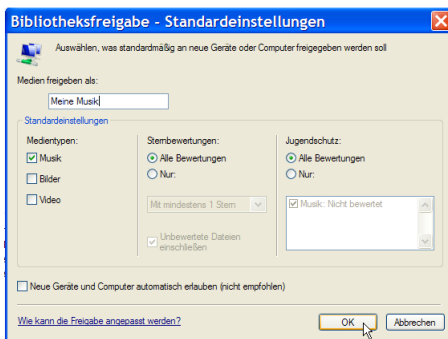 Bibliotheksfreigabe - Standardeinstellungen
Auswählen, was standardmäßig an neue Geräte oder Computer freigegeben werden soll
Medien freigeben als:
Meine Musik
Standardeinstellungen
Medientypen:
Musik
Bilder
Video
Sternbewertungen:
Alle Bewertungen
Nur:
Mit mindestens 1 Stern
Unbewertete Dateien
einschließen
Jugendschutz:
Alle Bewertungen
Nur:
Musik: Nicht bewertet
Neue Geräte und Computer automatisch erlauben (nicht empfohlen)
Wie kann die Freigabe angepasst werden?
OK
Abbrechen